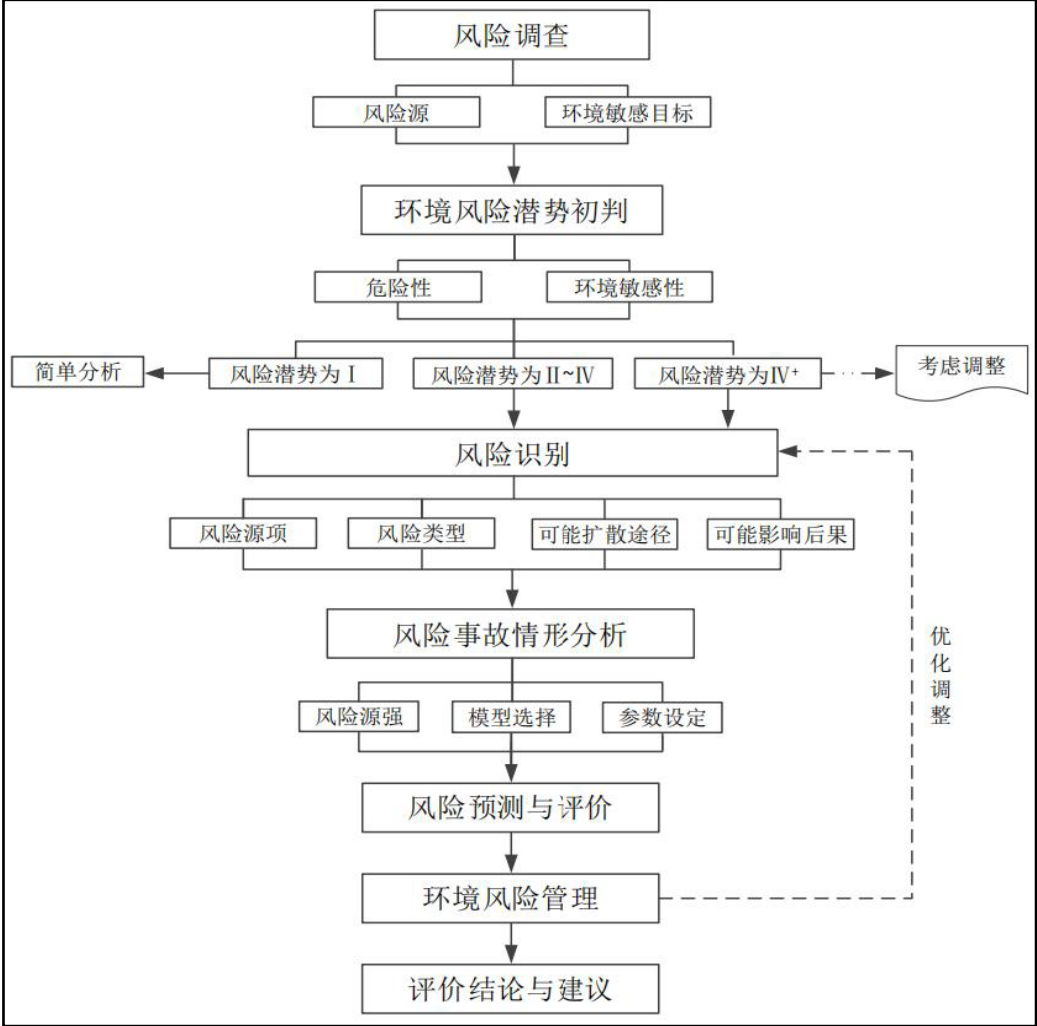 风险调查
风险源
环境敏感目标
环境风险潜势初判
危险性
环境敏感性
简单分析
风险潜势为Ⅰ
风险潜势为Ⅱ~Ⅳ
风险潜势为Ⅳ⁺
考虑调整
风险识别
风险源项
风险类型
可能扩散途径
可能影响后果
风险事故情形分析
优化调整
风险源强
模型选择
参数设定
风险预测与评价
环境风险管理
评价结论与建议